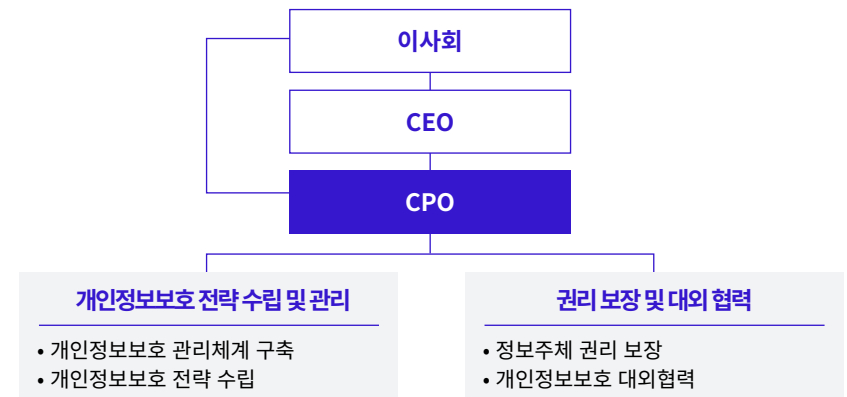 이사회
CEO
CPO
개인정보보호 전략 수립 및 관리
• 개인정보보호 관리체계 구축
• 개인정보보호 전략 수립
권리 보장 및 대외 협력
• 정보주체 권리 보장
• 개인정보보호 대외협력